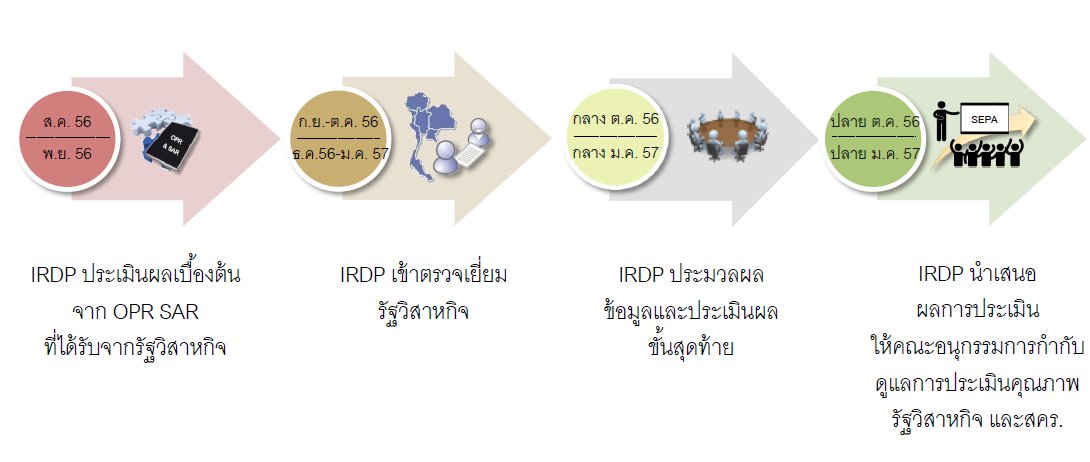 ส.ค. 56
พ.ย. 56
OPR
& SAR
IRDP ประเมินผลเบื้องต้น
จาก OPR SAR
ที่ได้รับจากรัฐวิสาหกิจ
ก.ย.-ต.ค. 56
ธ.ค.56-ม.ค. 57
IRDP เข้าตรวจเยี่ยม
รัฐวิสาหกิจ
กลาง ต.ค. 56
กลาง ม.ค. 57
IRDP ประมวลผล
ข้อมูลและประเมินผล
ขั้นสุดท้าย
ปลาย ต.ค. 56
ปลาย ม.ค. 57
SEPA
IRDP นำเสนอ
ผลการประเมิน
ให้คณะอนุกรรมการกำกับ
ดูแลการประเมินคุณภาพ
รัฐวิสาหกิจ และสคร.